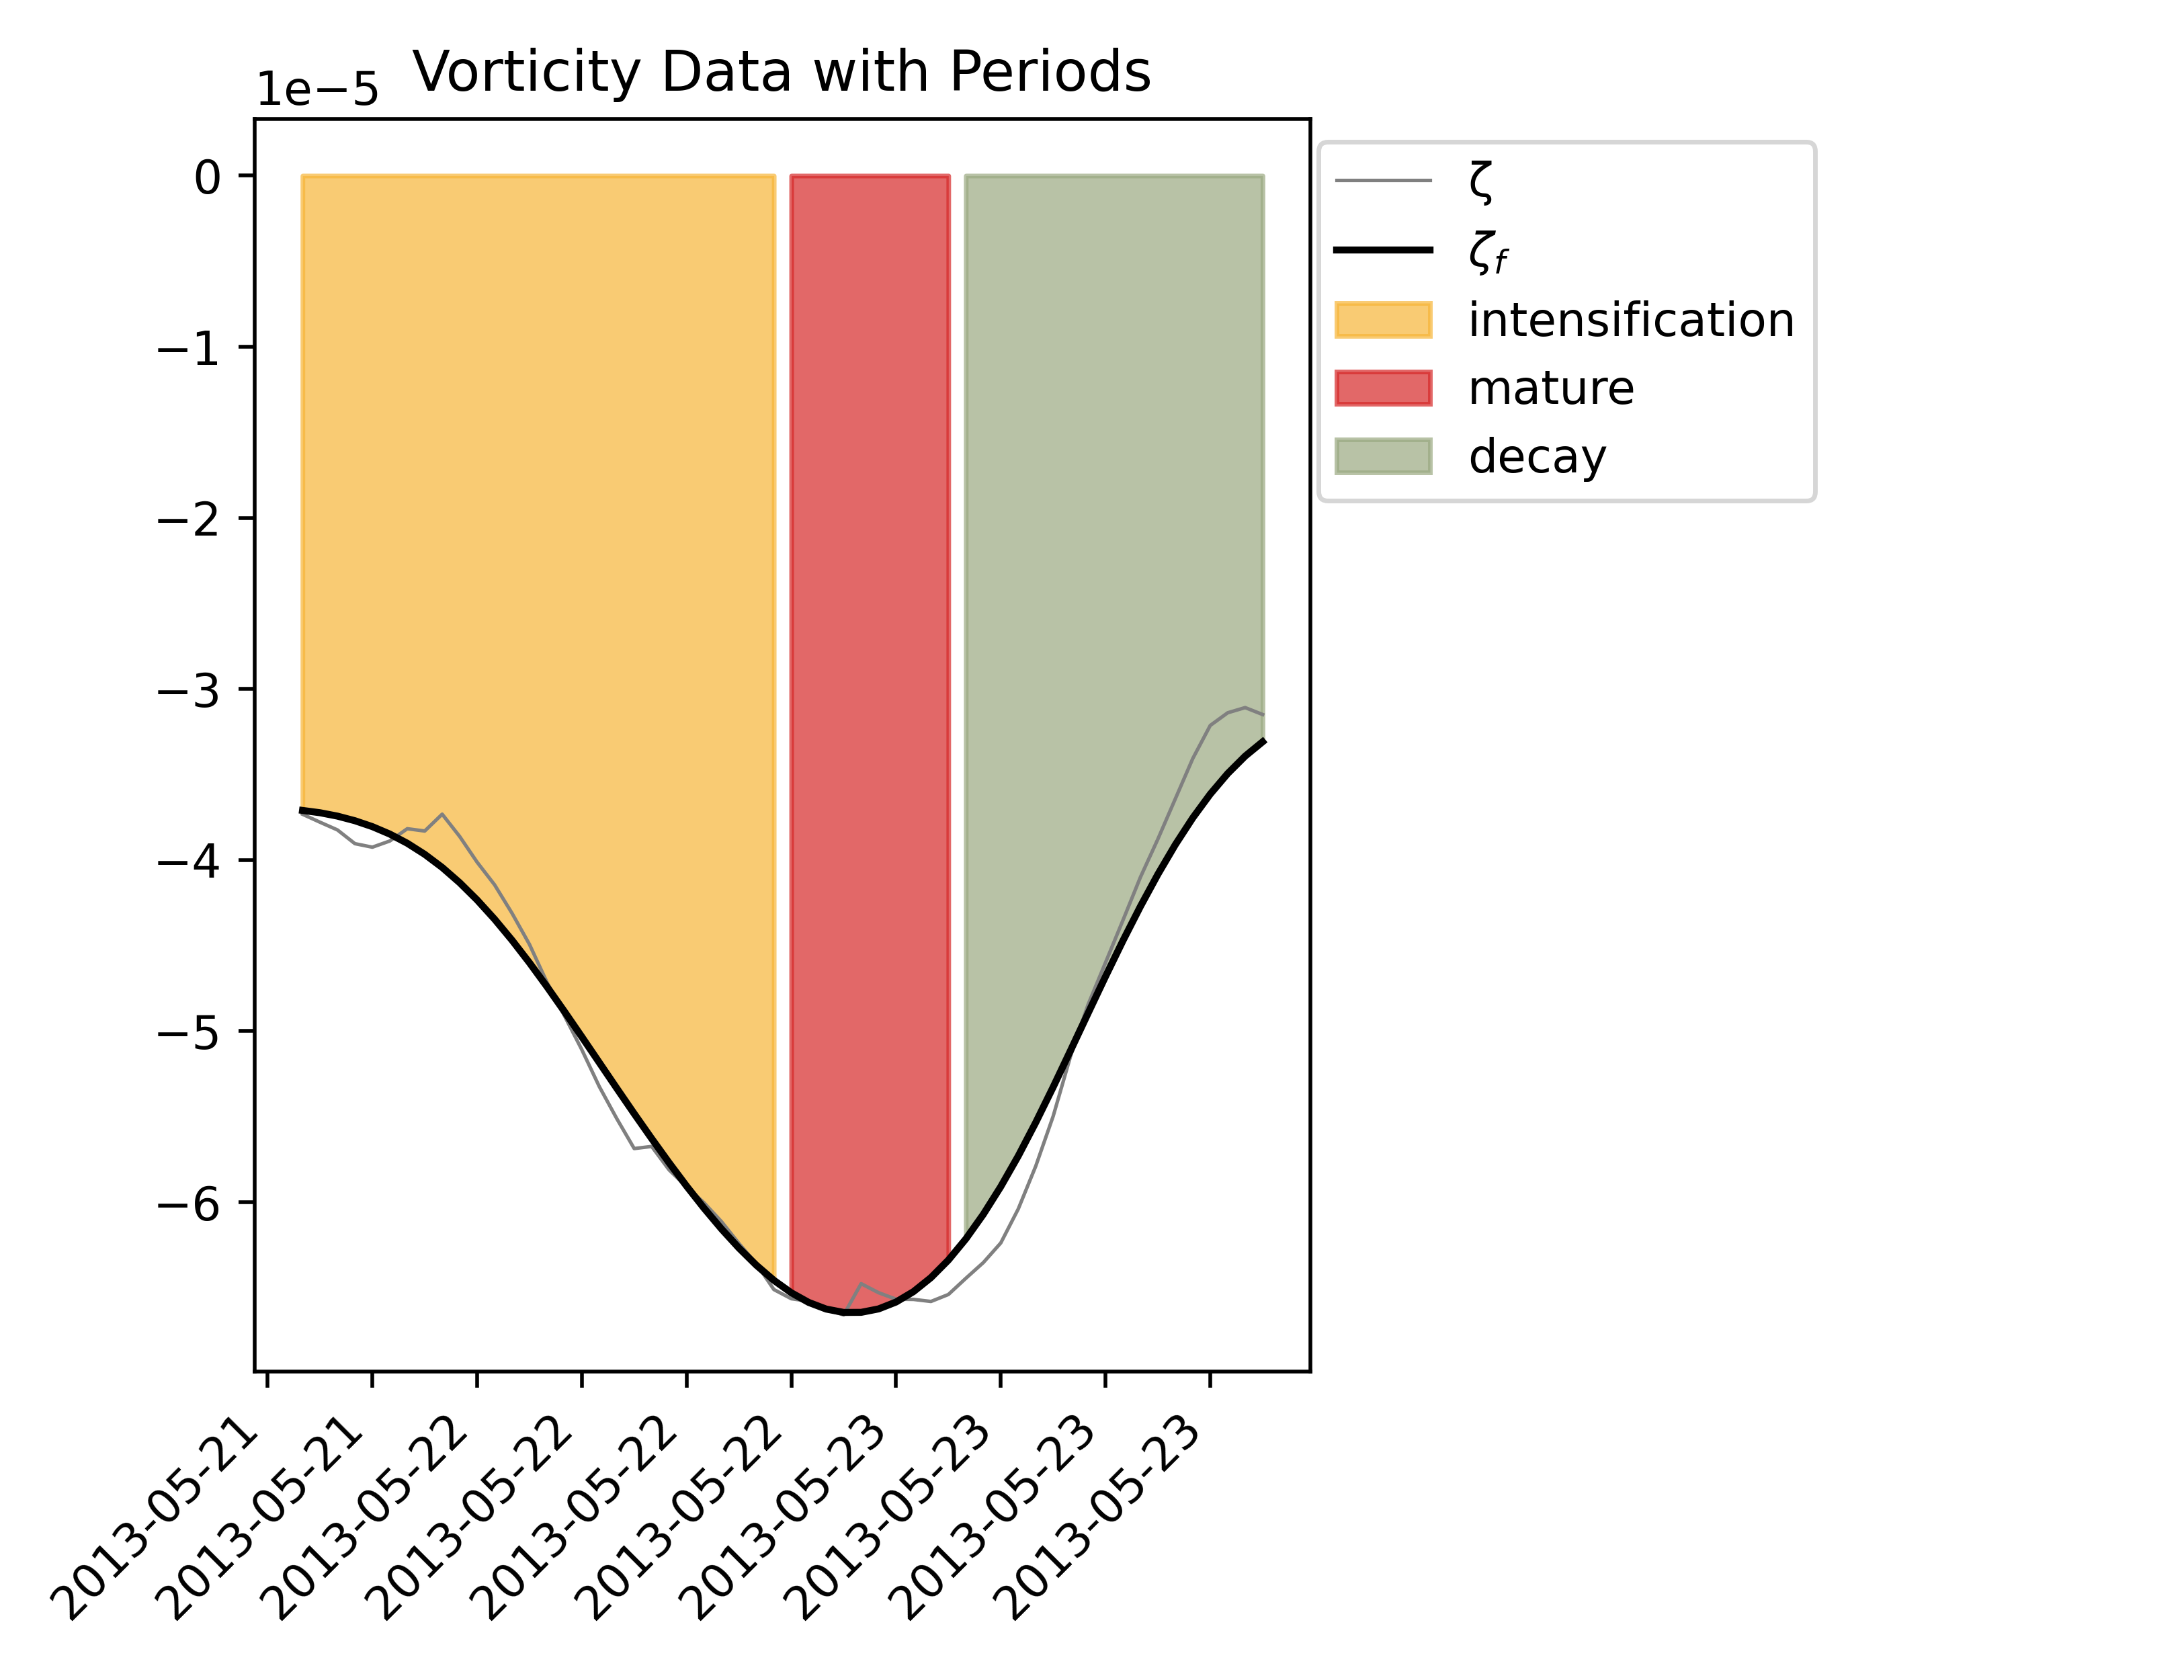 Vorticity Data with Periods
1e−5
0
−1
−2
−3
−4
−5
−6
2013-05-21
2013-05-21
2013-05-22
2013-05-22
2013-05-22
2013-05-22
2013-05-23
2013-05-23
2013-05-23
2013-05-23
ζ
ζf
intensification
mature
decay